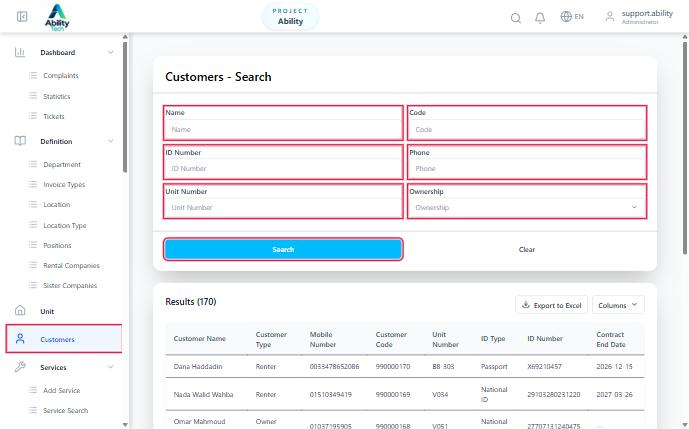 Ability
Tech
PROJECT
Ability
EN
support.ability
Administrator
Dashboard
Complaints
Statistics
Tickets
Definition
Department
Invoice Types
Location
Location Type
Positions
Rental Companies
Sister Companies
Unit
Customers
Services
Add Service
Service Search
Customers - Search
Name
Code
Name
Code
ID Number
Phone
ID Number
Phone
Unit Number
Ownership
Unit Number
Ownership
Search
Clear
Results (170)
Export to Excel
Columns
Customer Name Customer Type Mobile Number Customer Code Unit Number ID Type ID Number Contract End Date
Dana Haddadin Renter 0033478652086 990000170 B8-303 Passport X69210457 2026-12-15
Nada Walid Wahba Renter 01510349419 990000169 V034 National ID 29103280231220 2027-03-26
Omar Mahmoud Owner 01037195905 990000168 V051 National 27707131240475 —